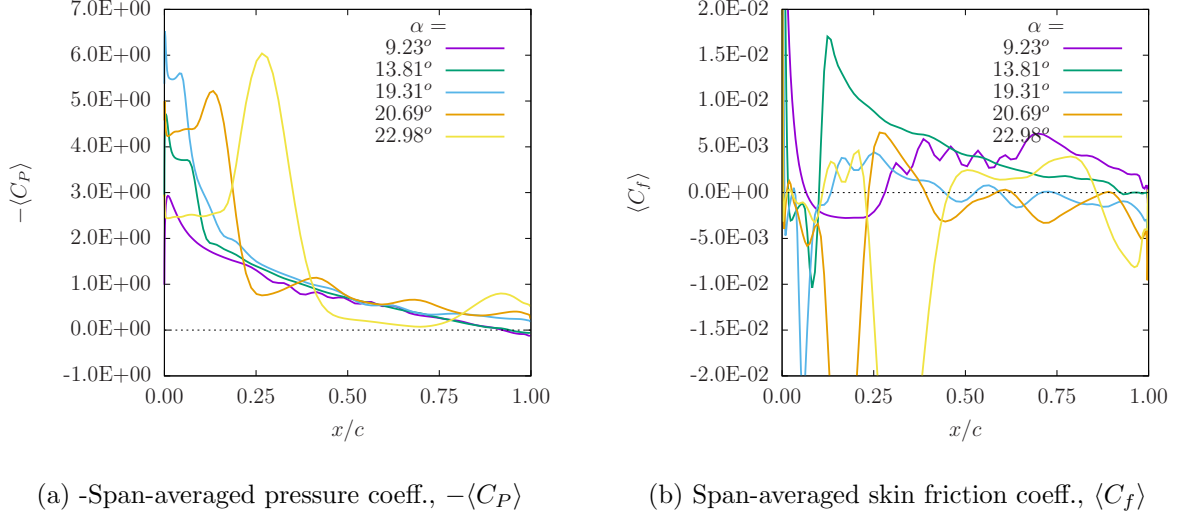 7.0E+00
6.0E+00
5.0E+00
4.0E+00
3.0E+00
2.0E+00
1.0E+00
0.0E+00
-1.0E+00
−⟨C_P⟩
α =
9.23°
13.81°
19.31°
20.69°
22.98°
0.00 0.25 0.50 0.75 1.00
x/c
(a) -Span-averaged pressure coeff., −⟨C_P⟩
2.0E-02
1.5E-02
1.0E-02
5.0E-03
0.0E+00
-5.0E-03
-1.0E-02
-1.5E-02
-2.0E-02
⟨C_f⟩
α =
9.23°
13.81°
19.31°
20.69°
22.98°
0.00 0.25 0.50 0.75 1.00
x/c
(b) Span-averaged skin friction coeff., ⟨C_f⟩